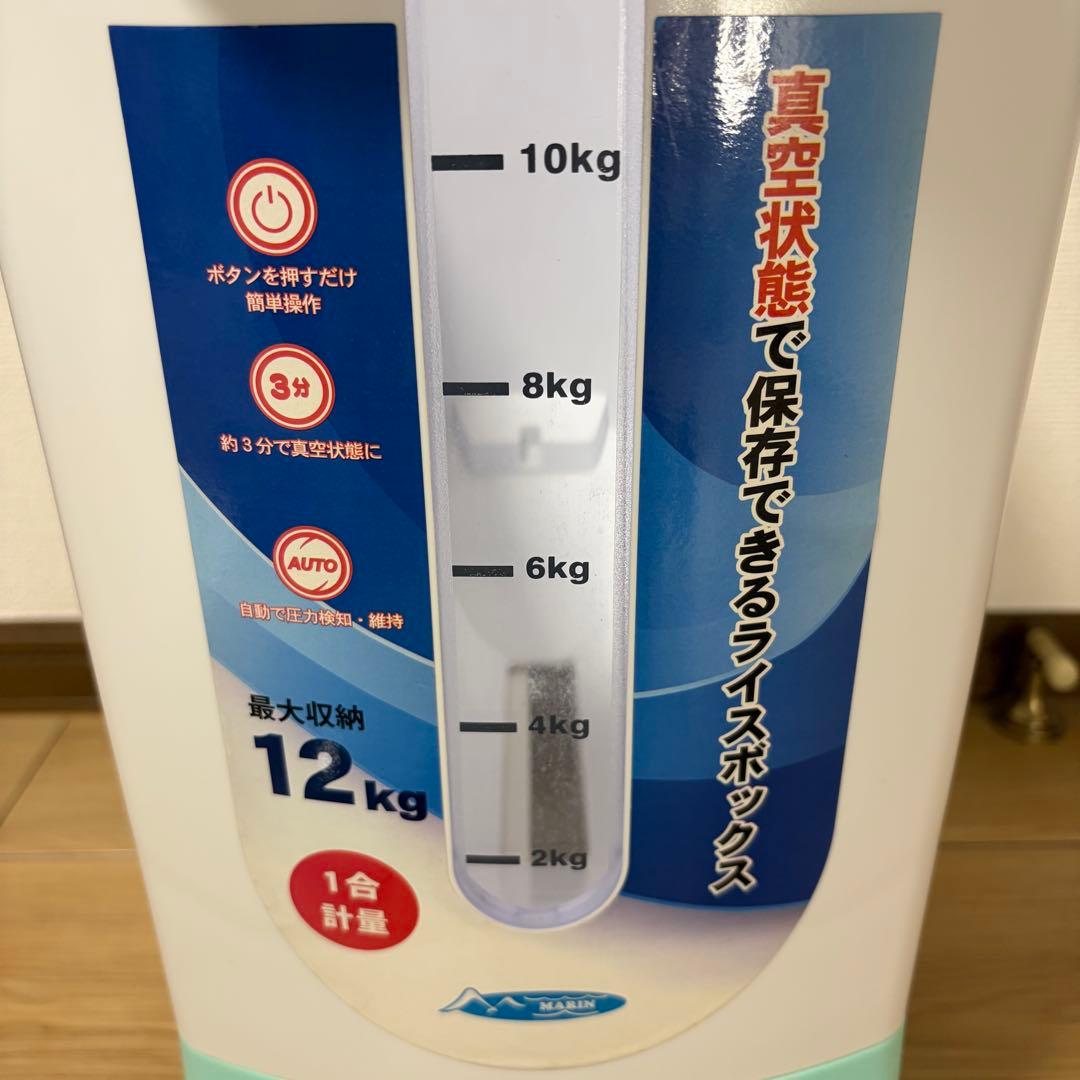 ボタンを押すだけ
簡単操作
3分
約3分で真空状態に
AUTO
自動で圧力検知・維持
最大収納
12kg
1合
計量
10kg
8kg
6kg
4kg
2kg
真空状態で保存できるライスボックス
MARIN